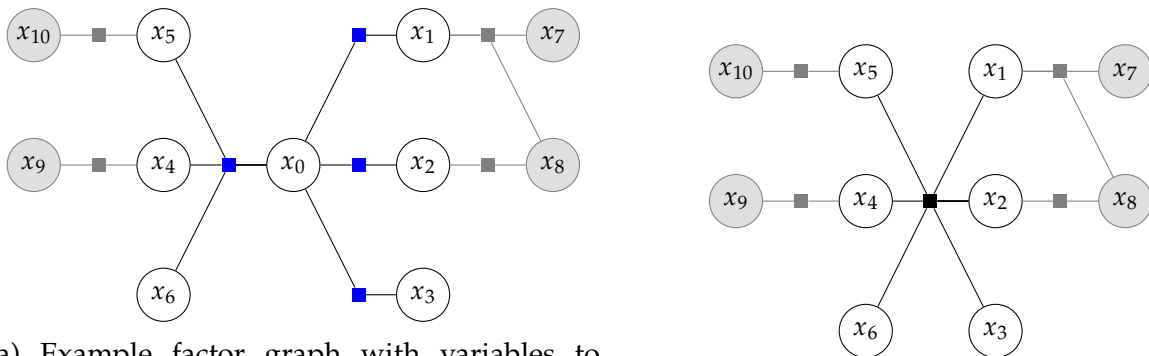 x10 x5 x1 x7
x9 x4 x0 x2 x8
x6 x3
x10 x5 x1 x7
x9 x4 x2 x8
x6 x3
a) Example factor graph with variables to